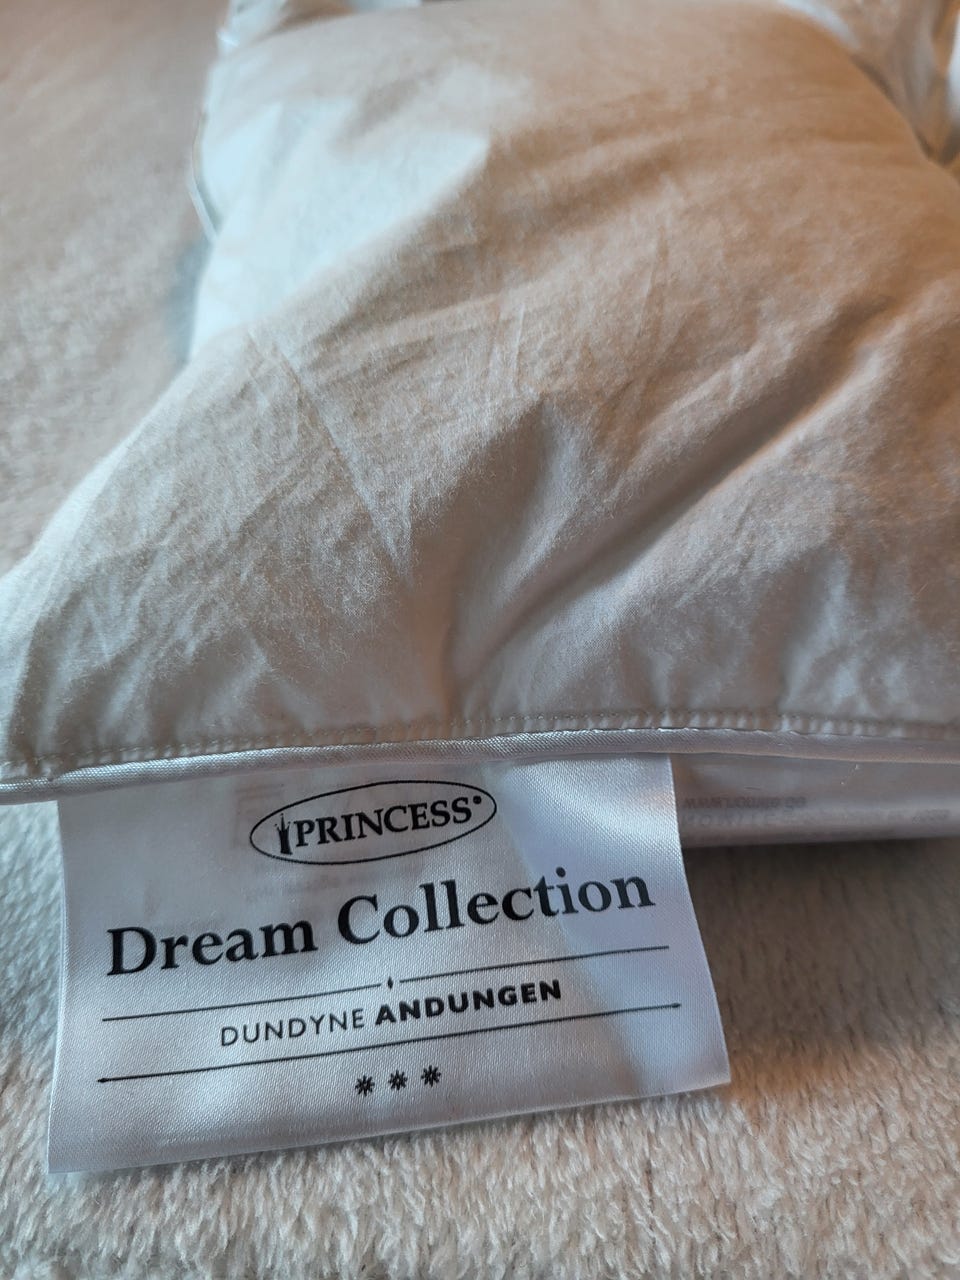 PRINCESS®
Dream Collection
DUNDYNE ANDUNGEN